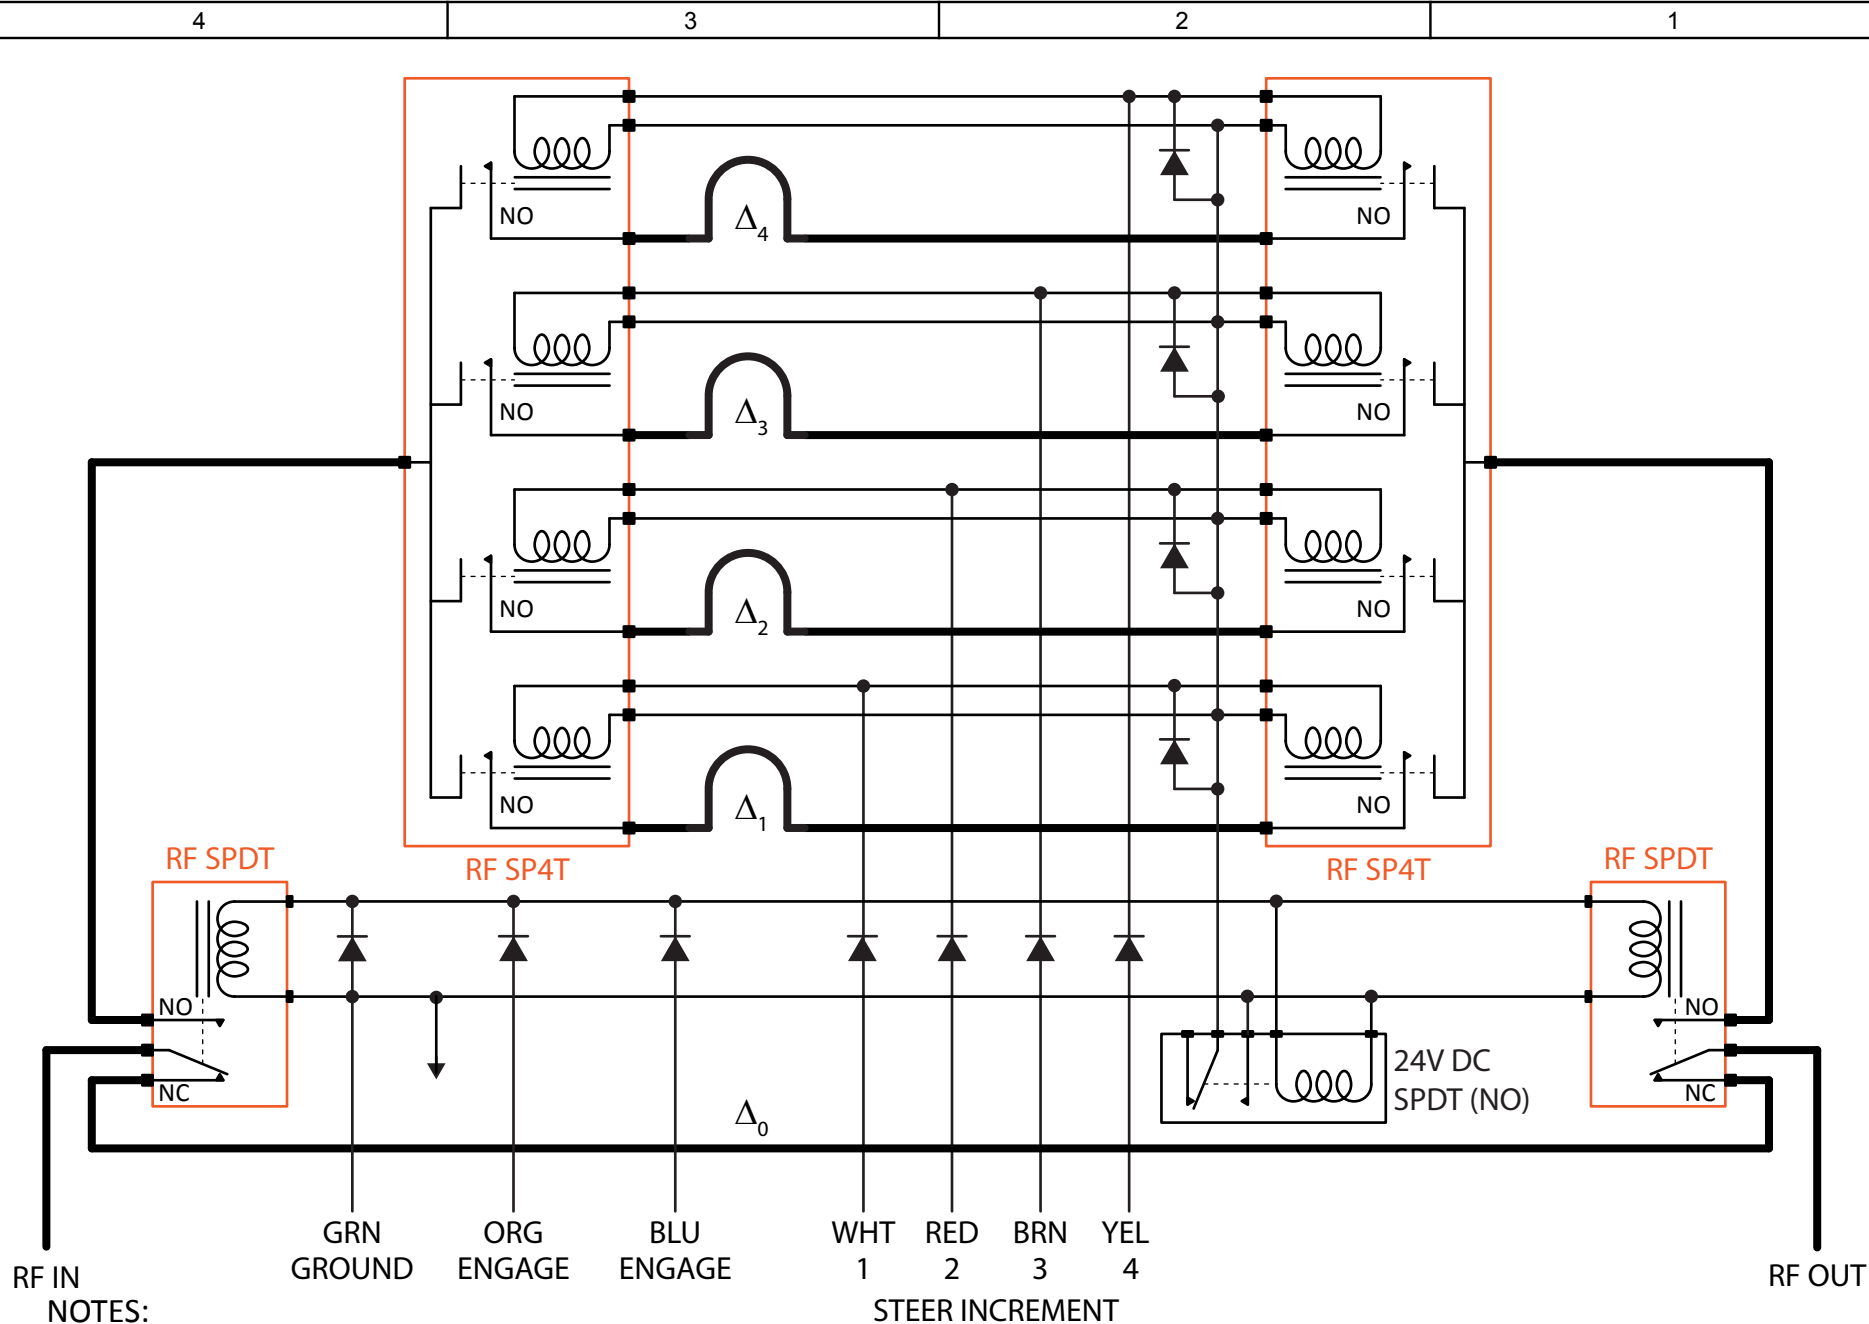 4 3 2 1
NO NO
Δ4
NO NO
Δ3
NO NO
Δ2
NO NO
Δ1
RF SPDT RF SP4T RF SP4T RF SPDT
NO NO
24V DC
SPDT (NO)
NC NC
Δ0
GRN ORG BLU WHT RED BRN YEL
GROUND ENGAGE ENGAGE 1 2 3 4
RF IN RF OUT
NOTES: STEER INCREMENT